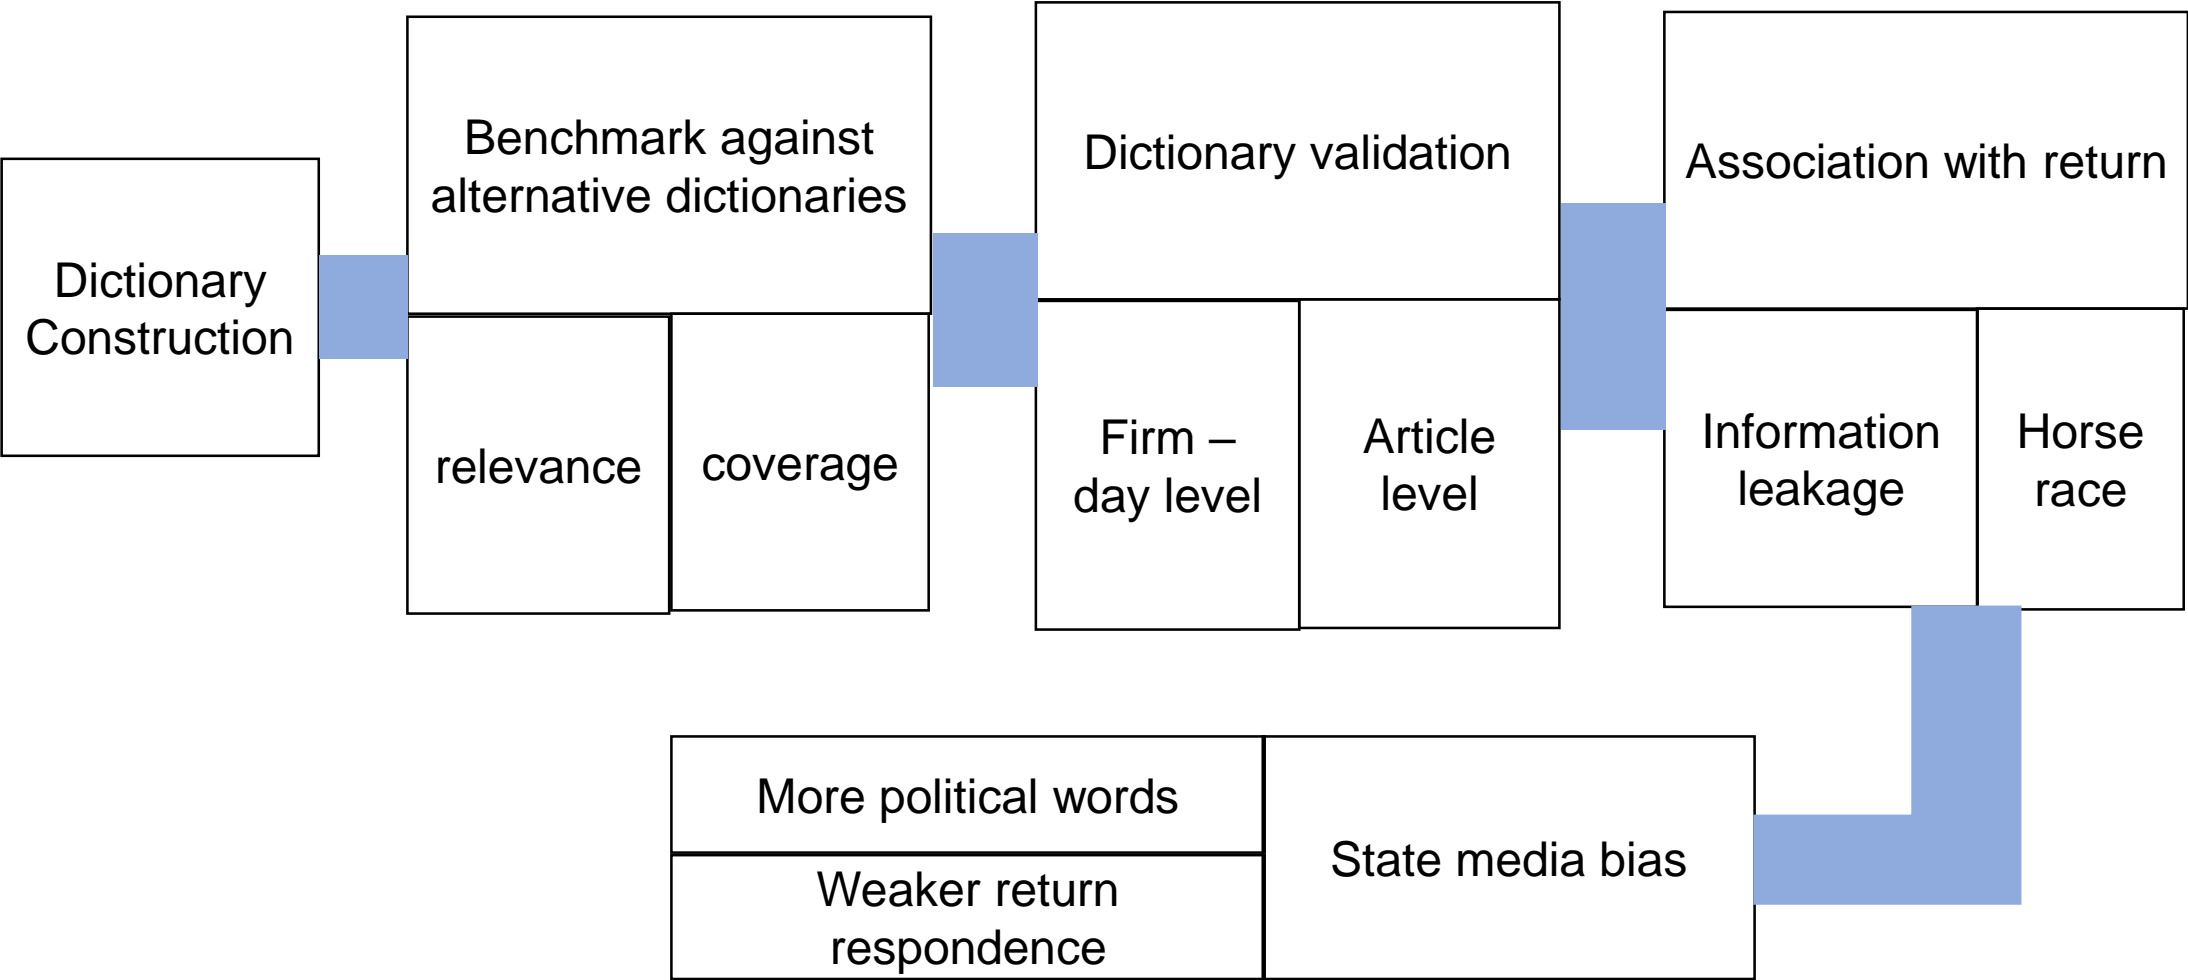 Dictionary
Construction
Benchmark against
alternative dictionaries
relevance
coverage
Dictionary validation
Firm –
day level
Article
level
Association with return
Information
leakage
Horse
race
More political words
Weaker return
respondence
State media bias